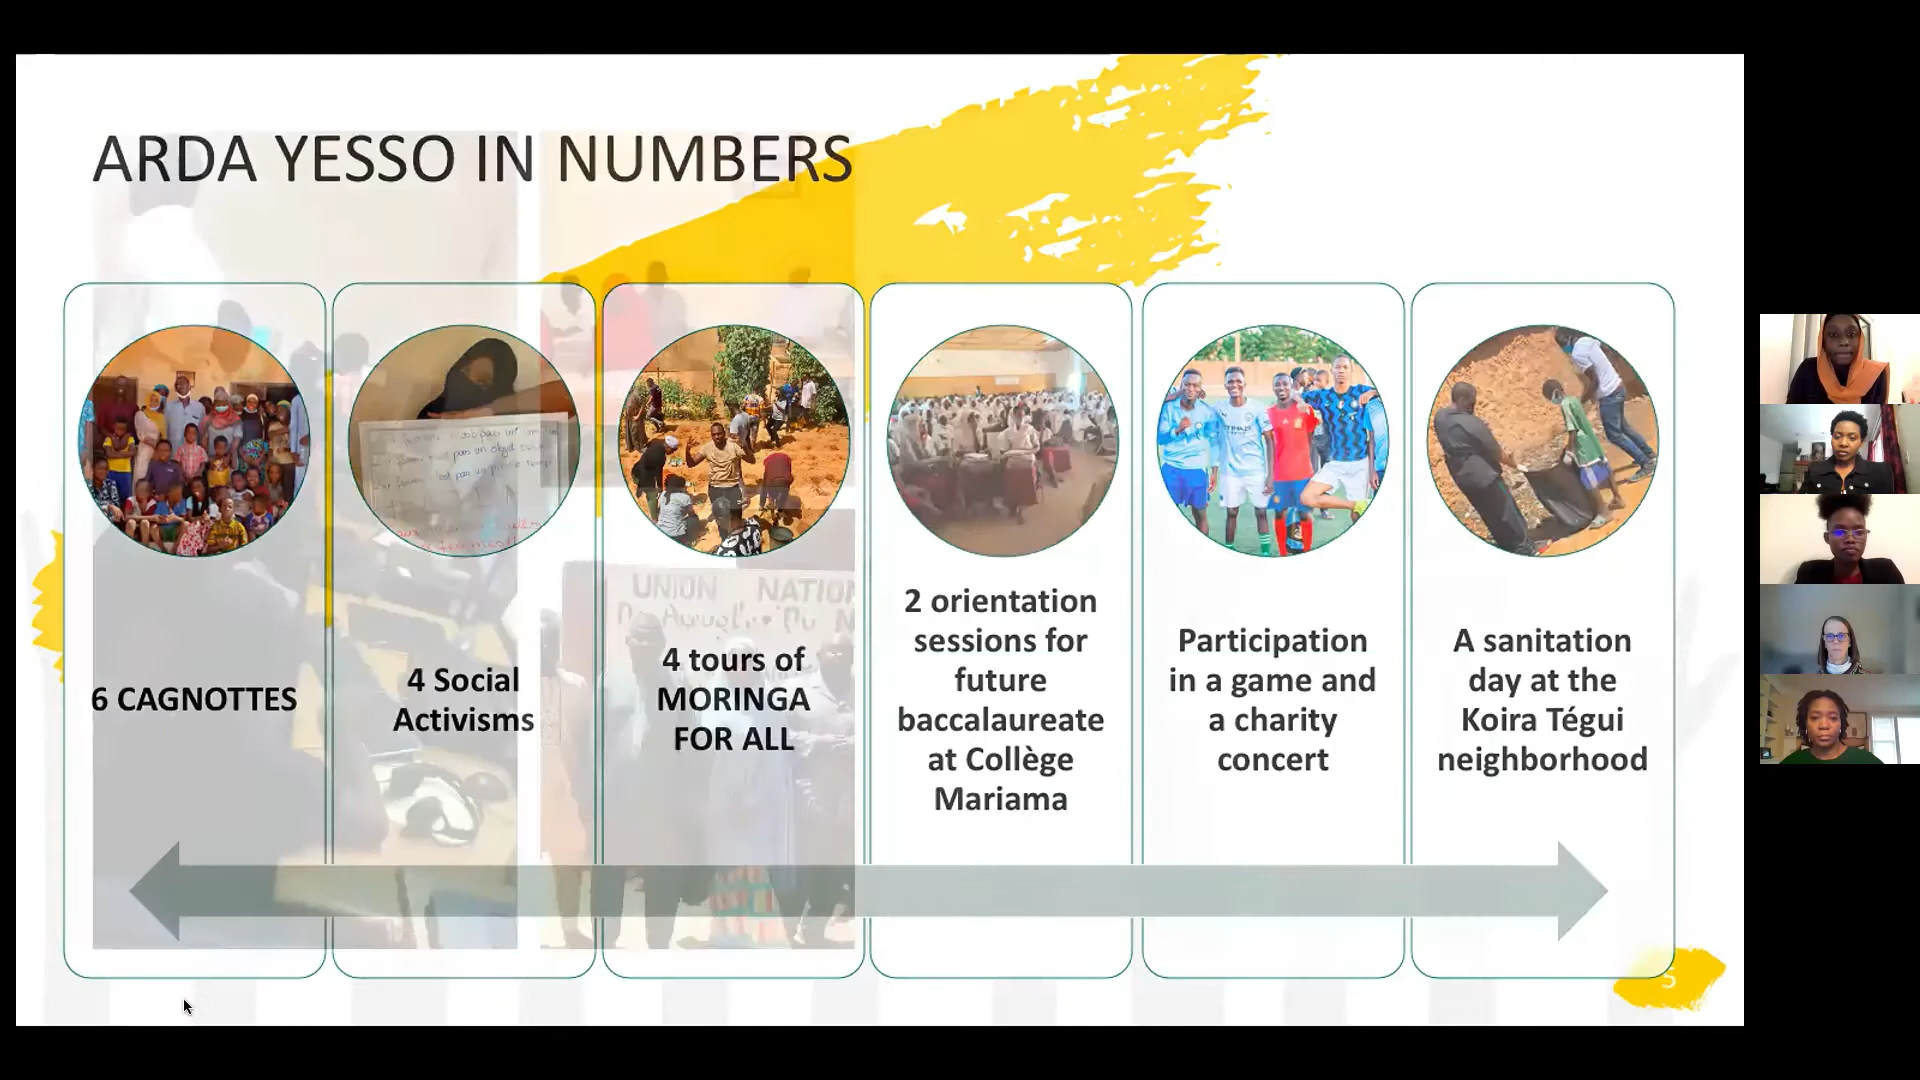 ARDA YESSO IN NUMBERS
6 CAGNOTTES
4 Social
Activisms
4 tours of
MORINGA
FOR ALL
2 orientation
sessions for
future
baccalaureate
at Collège
Mariama
Participation
in a game and
a charity
concert
A sanitation
day at the
Koira Tégui
neighborhood
UNION NATION
5